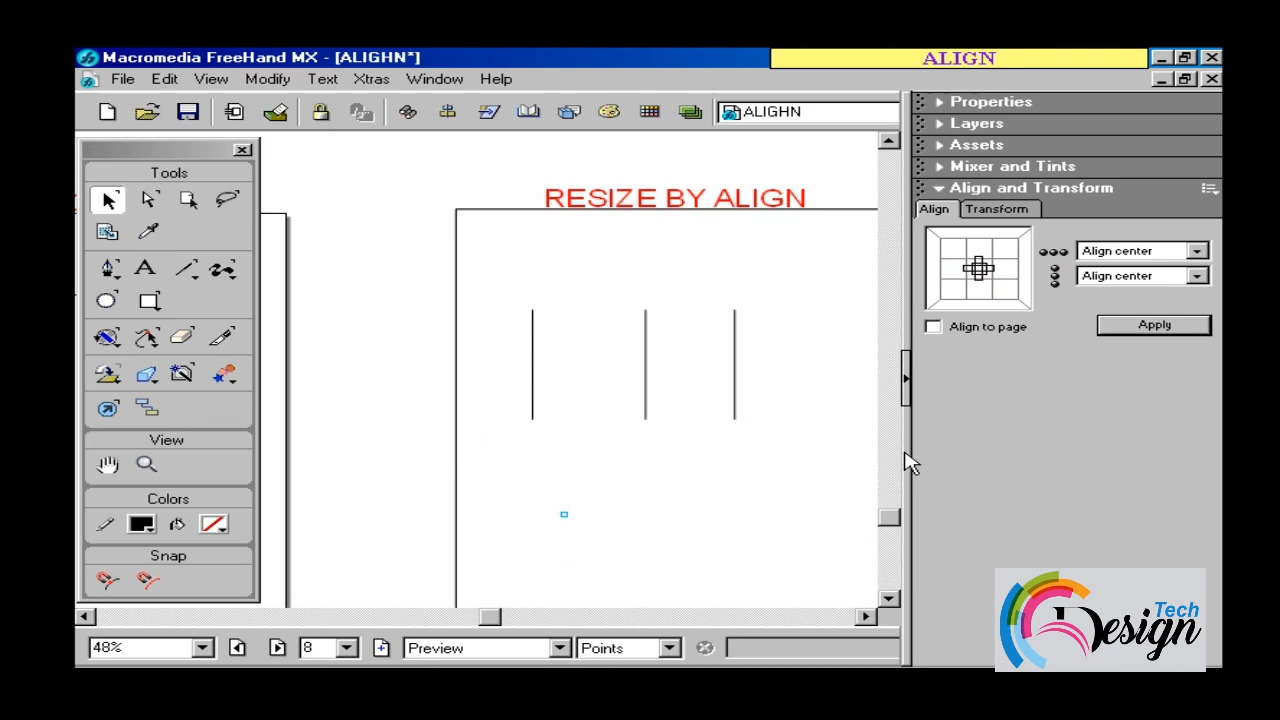 Macromedia FreeHand MX - [ALIGHN*]
ALIGN
File Edit View Modify Text Xtras Window Help
ALIGHN
Tools
View
Colors
Snap
RESIZE BY ALIGN
Properties
Layers
Assets
Mixer and Tints
Align and Transform
Align Transform
Align center
Align center
Align to page
Apply
48%
8
Preview
Points
Design Tech